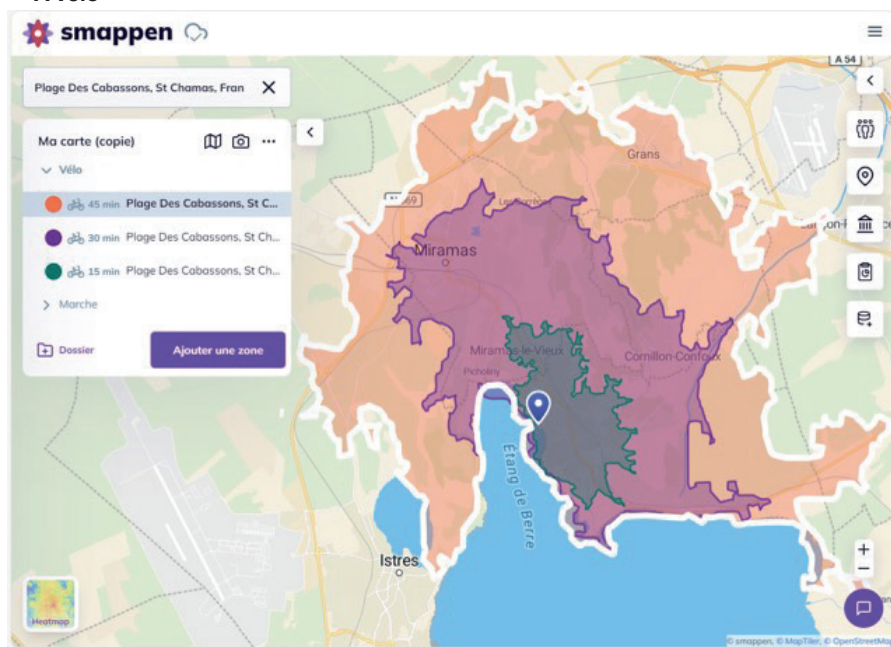 smappen
Plage Des Cabassons, St Chamas, Fran
Ma carte (copie)
Vélo
45 min Plage Des Cabassons, St C...
30 min Plage Des Cabassons, St Ch...
15 min Plage Des Cabassons, St Ch...
Marche
Dossier
Ajouter une zone
A 54
Grans
Miramas
Miramas-le-Vieux
Cornillon-Confoux
Étang de Berre
Istres
Heatmap
© smappen, © MapTiler, © OpenStreetMap